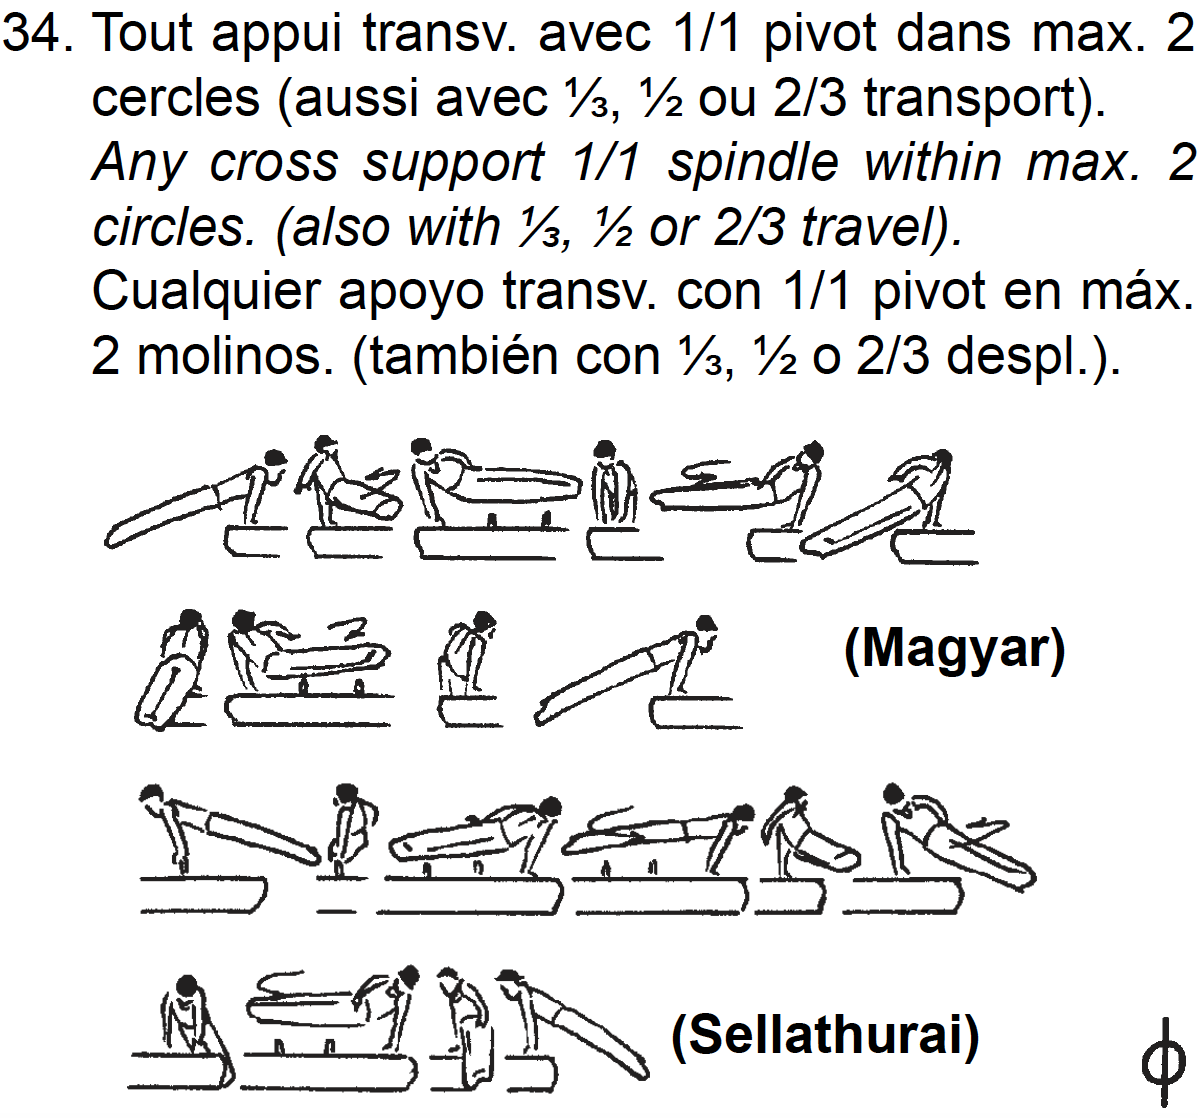 34. Tout appui transv. avec 1/1 pivot dans max. 2
cercles (aussi avec ⅓, ½ ou 2/3 transport).
Any cross support 1/1 spindle within max. 2
circles. (also with ⅓, ½ or 2/3 travel).
Cualquier apoyo transv. con 1/1 pivot en máx.
2 molinos. (también con ⅓, ½ o 2/3 despl.).
(Magyar)
(Sellathurai)